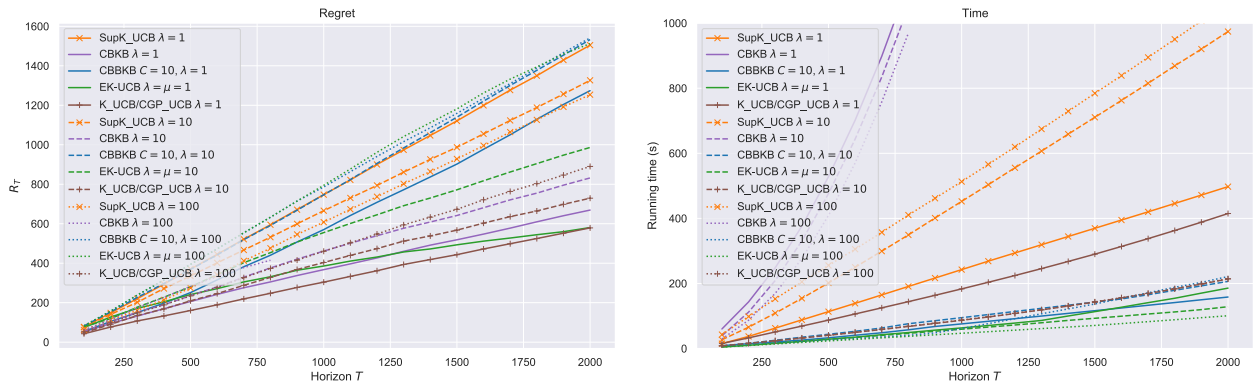 Regret
R_T
1600
1400
1200
1000
800
600
400
200
0
SupK_UCB λ = 1
CBKB λ = 1
CBBKB C = 10, λ = 1
EK-UCB λ = μ = 1
K_UCB/CGP_UCB λ = 1
SupK_UCB λ = 10
CBKB λ = 10
CBBKB C = 10, λ = 10
EK-UCB λ = μ = 10
K_UCB/CGP_UCB λ = 10
SupK_UCB λ = 100
CBKB λ = 100
CBBKB C = 10, λ = 100
EK-UCB λ = μ = 100
K_UCB/CGP_UCB λ = 100
250 500 750 1000 1250 1500 1750 2000
Horizon T
Time
Running time (s)
1000
800
600
400
200
0
SupK_UCB λ = 1
CBKB λ = 1
CBBKB C = 10, λ = 1
EK-UCB λ = μ = 1
K_UCB/CGP_UCB λ = 1
SupK_UCB λ = 10
CBKB λ = 10
CBBKB C = 10, λ = 10
EK-UCB λ = μ = 10
K_UCB/CGP_UCB λ = 10
SupK_UCB λ = 100
CBKB λ = 100
CBBKB C = 10, λ = 100
EK-UCB λ = μ = 100
K_UCB/CGP_UCB λ = 100
250 500 750 1000 1250 1500 1750 2000
Horizon T